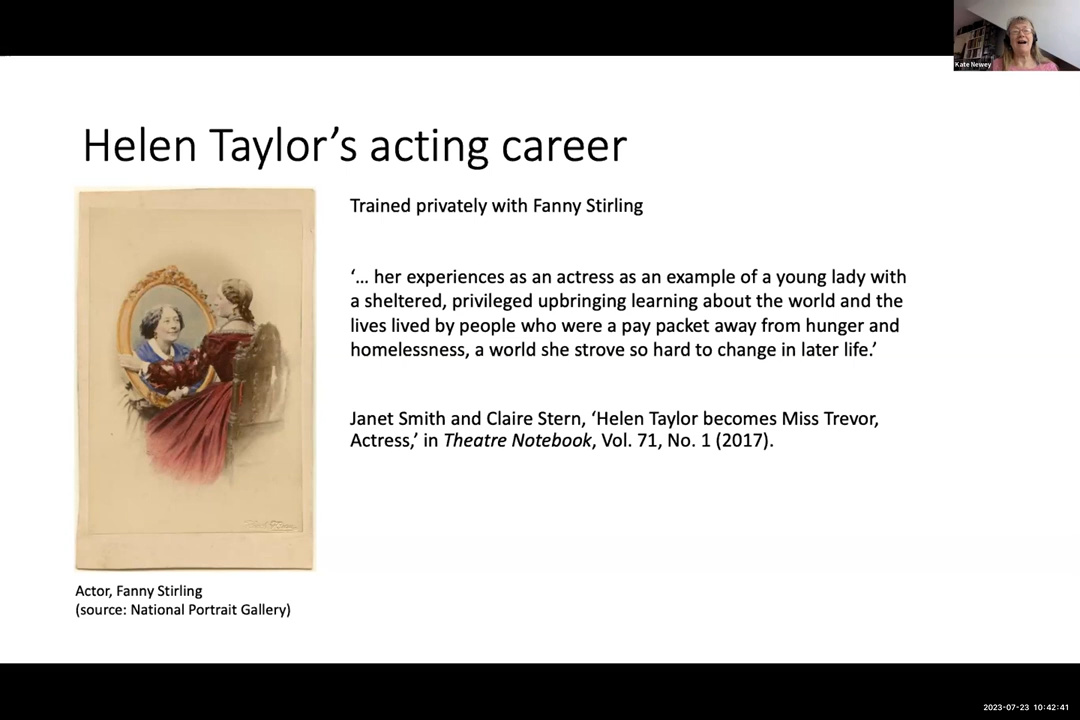 Kate Newey
Helen Taylor’s acting career
Trained privately with Fanny Stirling
‘… her experiences as an actress as an example of a young lady with
a sheltered, privileged upbringing learning about the world and the
lives lived by people who were a pay packet away from hunger and
homelessness, a world she strove so hard to change in later life.’
Janet Smith and Claire Stern, ‘Helen Taylor becomes Miss Trevor,
Actress,’ in Theatre Notebook, Vol. 71, No. 1 (2017).
Actor, Fanny Stirling
(source: National Portrait Gallery)
2023-07-23 10:42:41